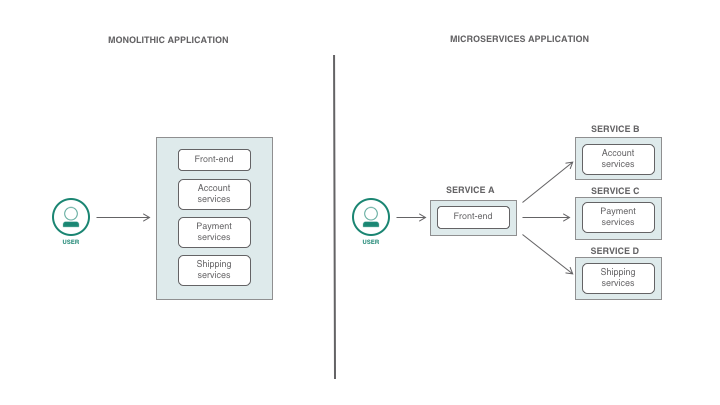 MONOLITHIC APPLICATION
Front-end
Account
services
Payment
services
Shipping
services
USER
MICROSERVICES APPLICATION
USER
SERVICE A
Front-end
SERVICE B
Account
services
SERVICE C
Payment
services
SERVICE D
Shipping
services